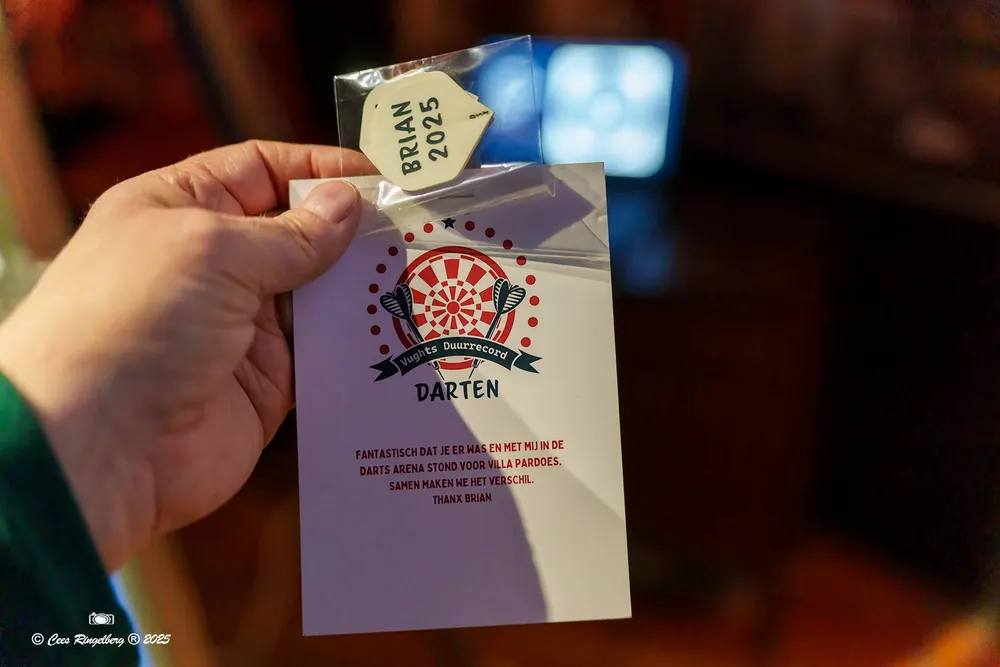 BRIAN
2025
Vughts Duurrecord
DARTEN
FANTASTISCH DAT JE ER WAS EN MET MIJ IN DE
DARTS ARENA STOND VOOR VILLA PARDOES.
SAMEN MAKEN WE HET VERSCHIL.
THANX BRIAN
© Cees Ringelberg ® 2025